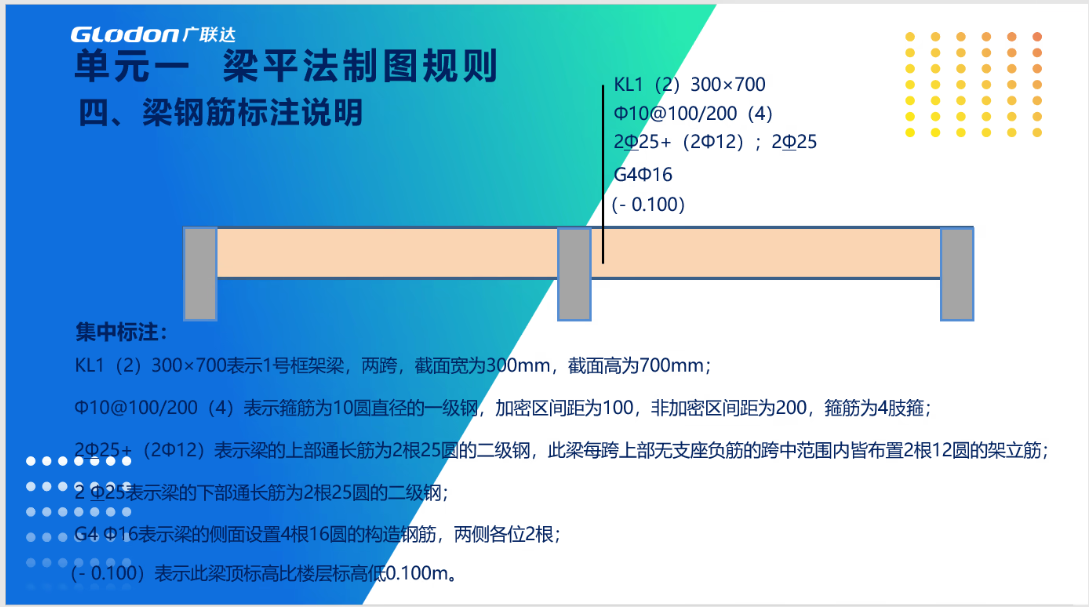 GLodon广联达
单元一 梁平法制图规则
四、梁钢筋标注说明
KL1（2）300×700
Φ10@100/200（4）
2Φ25+（2Φ12）；2Φ25
G4Φ16
(- 0.100)
集中标注：
KL1（2）300×700表示1号框架梁，两跨，截面宽为300mm，截面高为700mm；
Φ10@100/200（4）表示箍筋为10圆直径的一级钢，加密区间距为100，非加密区间距为200，箍筋为4肢箍；
2Φ25+（2Φ12）表示梁的上部通长筋为2根25圆的二级钢，此梁每跨上部无支座负筋的跨中范围内皆布置2根12圆的架立筋；
2 Φ25表示梁的下部通长筋为2根25圆的二级钢；
G4 Φ16表示梁的侧面设置4根16圆的构造钢筋，两侧各位2根；
(- 0.100）表示此梁顶标高比楼层标高低0.100m。